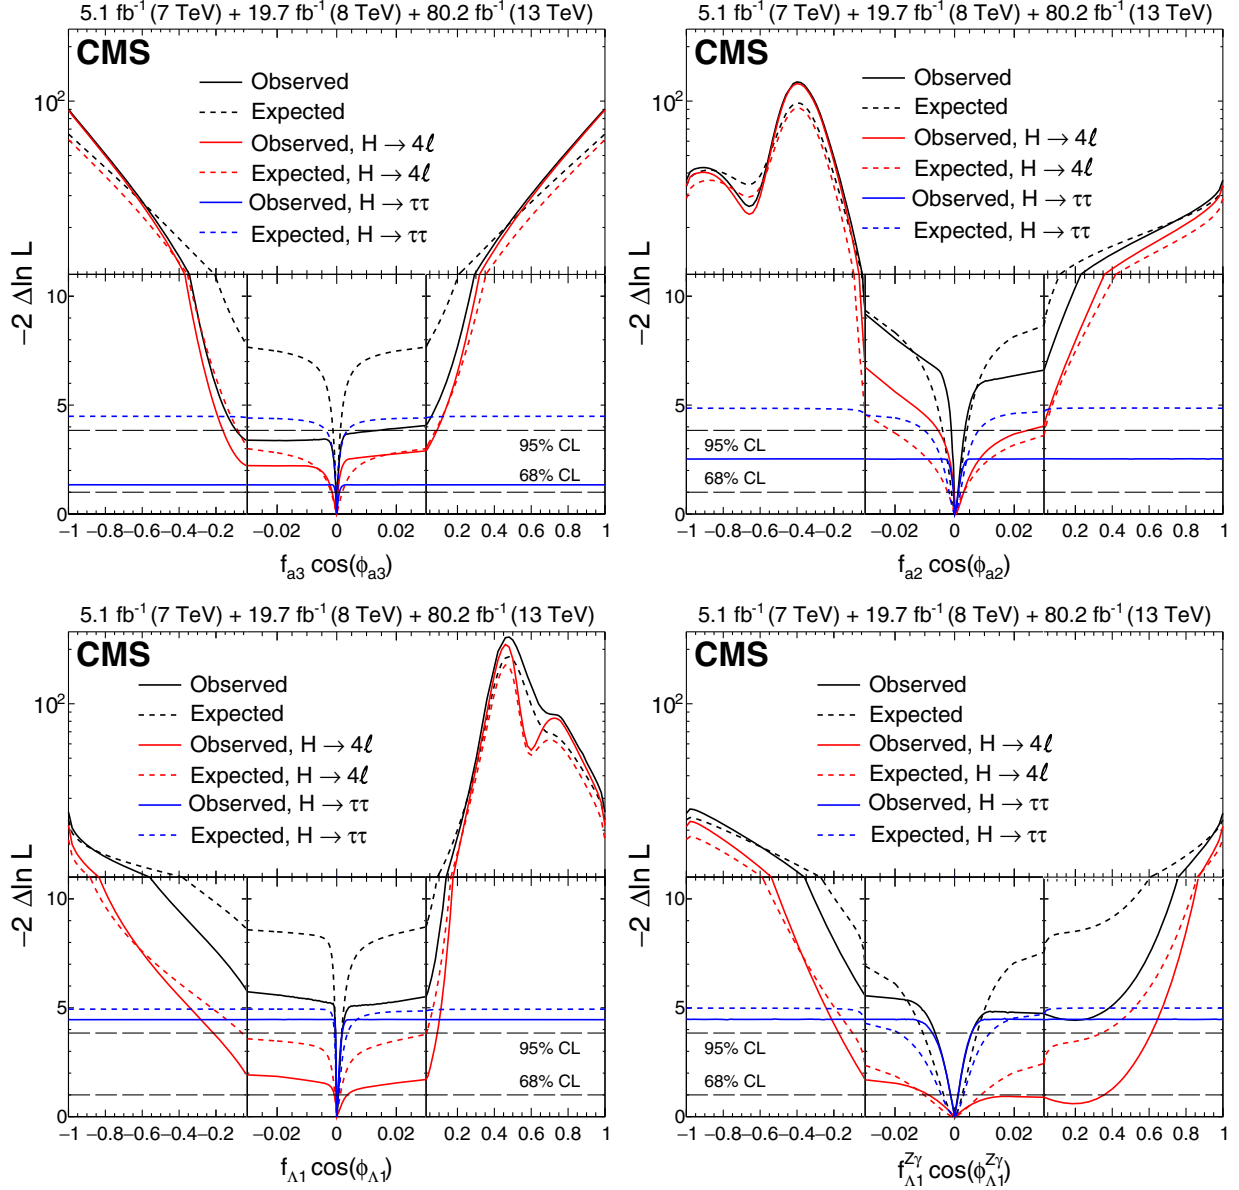 5.1 fb⁻¹ (7 TeV) + 19.7 fb⁻¹ (8 TeV) + 80.2 fb⁻¹ (13 TeV)
CMS
Observed
Expected
Observed, H → 4ℓ
Expected, H → 4ℓ
Observed, H → ττ
Expected, H → ττ
10²
10
5
0
−2 Δln L
95% CL
68% CL
−1 −0.8 −0.6 −0.4 −0.2 −0.02 0 0.02 0.2 0.4 0.6 0.8 1
f_a3 cos(ϕ_a3)
5.1 fb⁻¹ (7 TeV) + 19.7 fb⁻¹ (8 TeV) + 80.2 fb⁻¹ (13 TeV)
CMS
Observed
Expected
Observed, H → 4ℓ
Expected, H → 4ℓ
Observed, H → ττ
Expected, H → ττ
10²
10
5
0
−2 Δln L
95% CL
68% CL
−1 −0.8 −0.6 −0.4 −0.2 −0.02 0 0.02 0.2 0.4 0.6 0.8 1
f_a2 cos(ϕ_a2)
5.1 fb⁻¹ (7 TeV) + 19.7 fb⁻¹ (8 TeV) + 80.2 fb⁻¹ (13 TeV)
CMS
Observed
Expected
Observed, H → 4ℓ
Expected, H → 4ℓ
Observed, H → ττ
Expected, H → ττ
10²
10
5
0
−2 Δln L
95% CL
68% CL
−1 −0.8 −0.6 −0.4 −0.2 −0.02 0 0.02 0.2 0.4 0.6 0.8 1
f_Λ1 cos(ϕ_Λ1)
5.1 fb⁻¹ (7 TeV) + 19.7 fb⁻¹ (8 TeV) + 80.2 fb⁻¹ (13 TeV)
CMS
Observed
Expected
Observed, H → 4ℓ
Expected, H → 4ℓ
Observed, H → ττ
Expected, H → ττ
10²
10
5
0
−2 Δln L
95% CL
68% CL
−1 −0.8 −0.6 −0.4 −0.2 −0.02 0 0.02 0.2 0.4 0.6 0.8 1
f_Λ1^Zγ cos(ϕ_Λ1^Zγ)